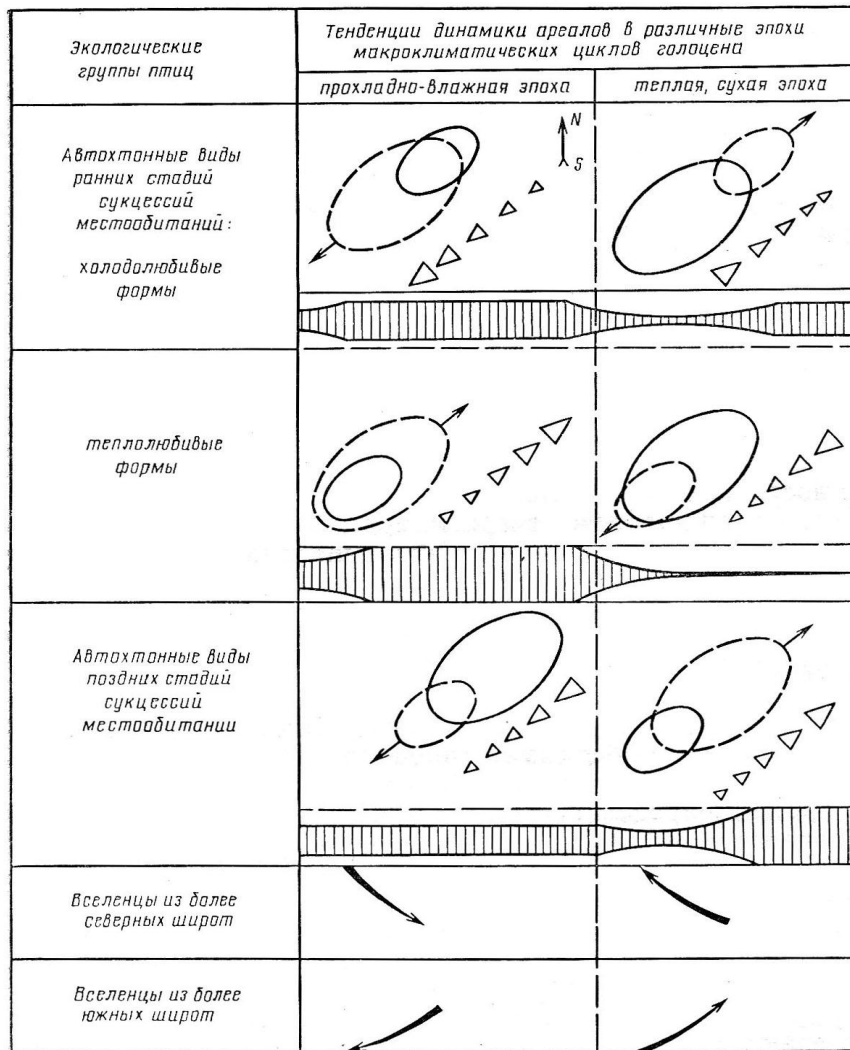 Экологические
группы птиц
Тенденции динамики ареалов в различные эпохи
макроклиматических циклов голоцена
прохладно-влажная эпоха
теплая, сухая эпоха
Автохтонные виды
ранних стадий
сукцессий
местообитаний:
холодолюбивые
формы
N
S
теплолюбивые
формы
Автохтонные виды
поздних стадий
сукцессий
местообитании
Вселенцы из более
северных широт
Вселенцы из более
южных широт